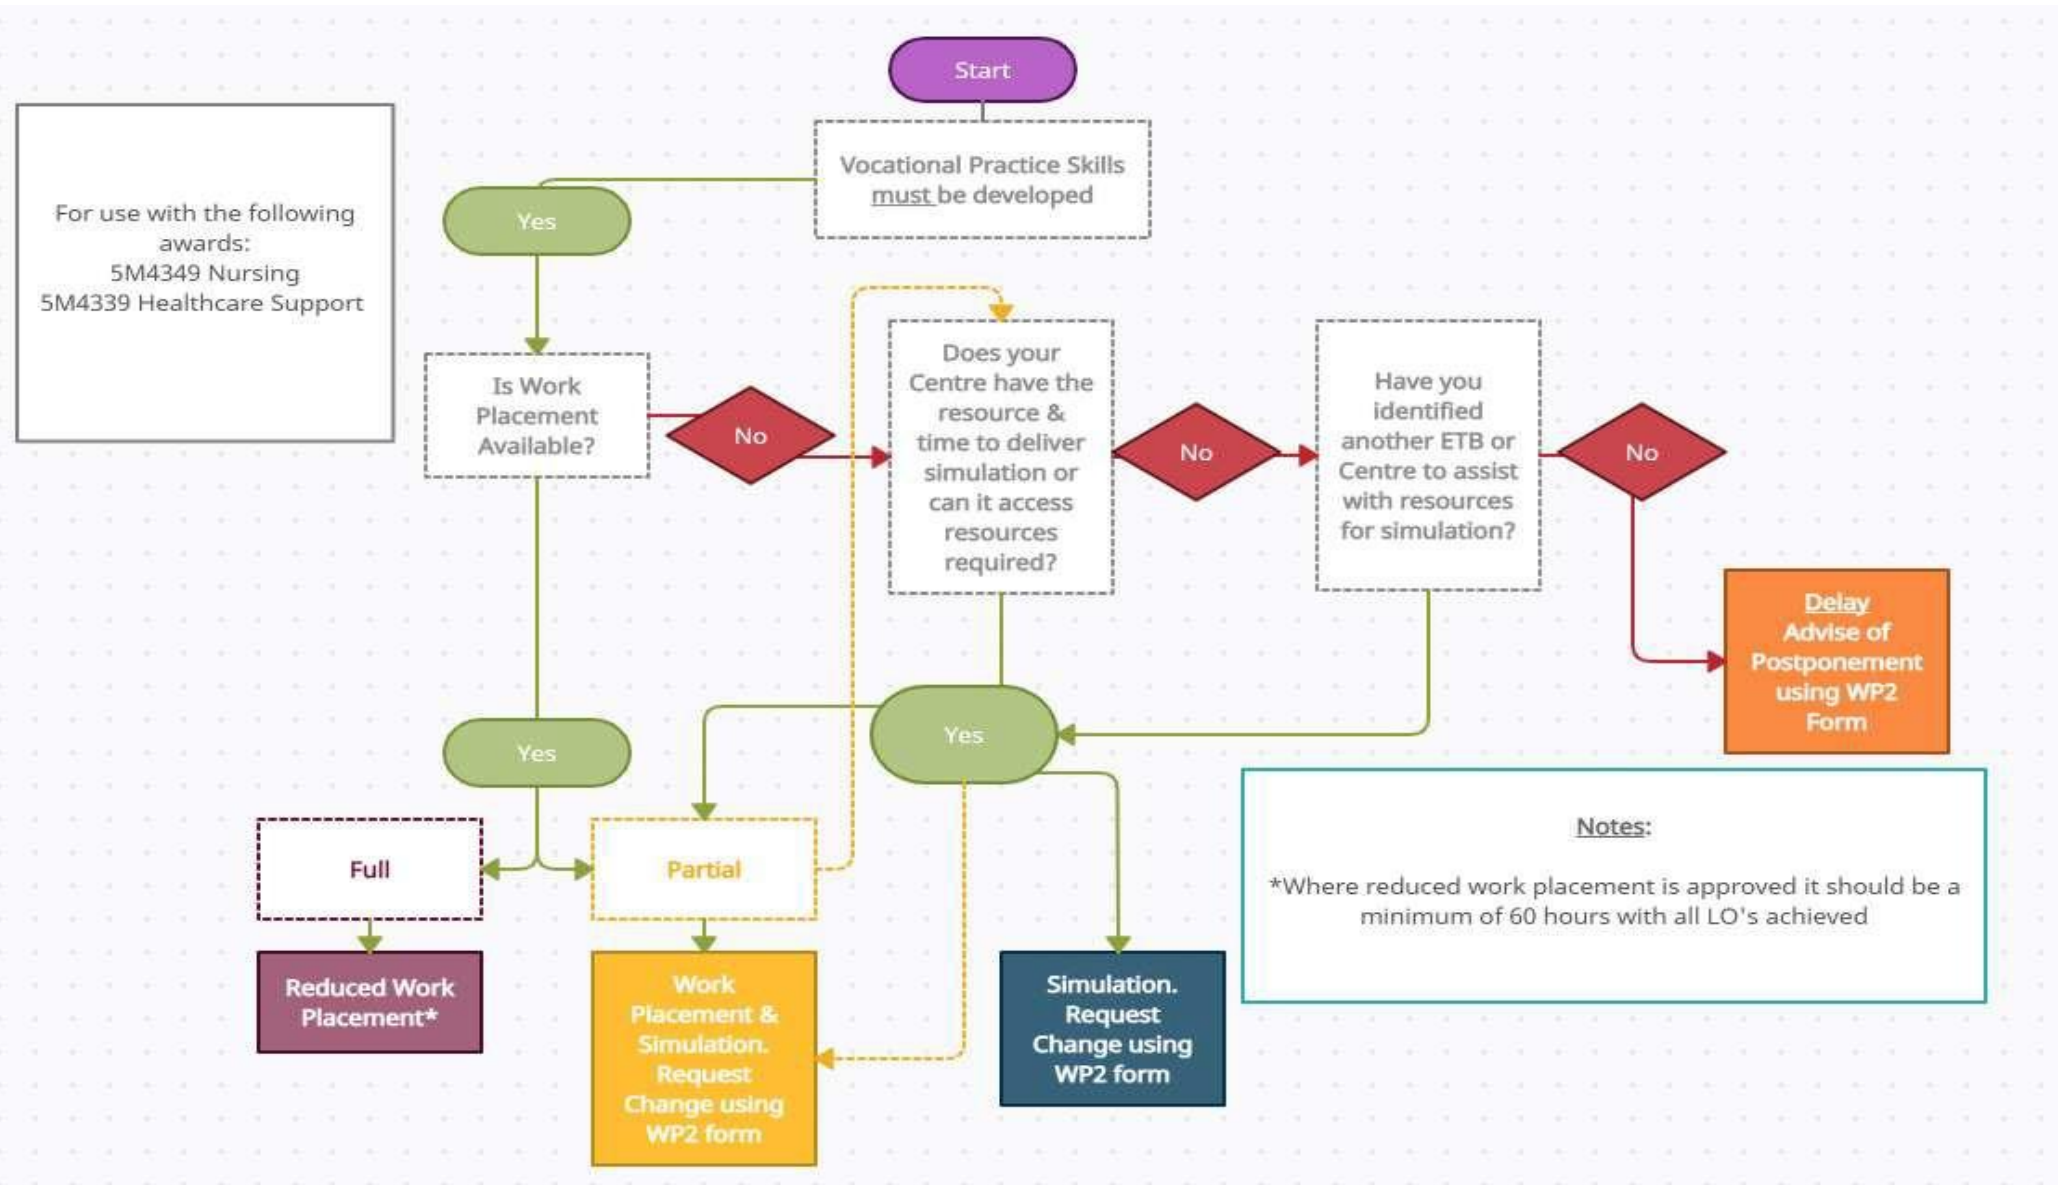 Start
Vocational Practice Skills
must be developed
For use with the following
awards:
5M4349 Nursing
5M4339 Healthcare Support
Yes
Is Work
Placement
Available?
No
Does your
Centre have the
resource &
time to deliver
simulation or
can it access
resources
required?
No
Have you
identified
another ETB or
Centre to assist
with resources
for simulation?
No
Delay
Advise of
Postponement
using WP2
Form
Yes
Yes
Full
Partial
Reduced Work
Placement*
Work
Placement &
Simulation.
Request
Change using
WP2 form
Simulation.
Request
Change using
WP2 form
Notes:
*Where reduced work placement is approved it should be a
minimum of 60 hours with all LO's achieved